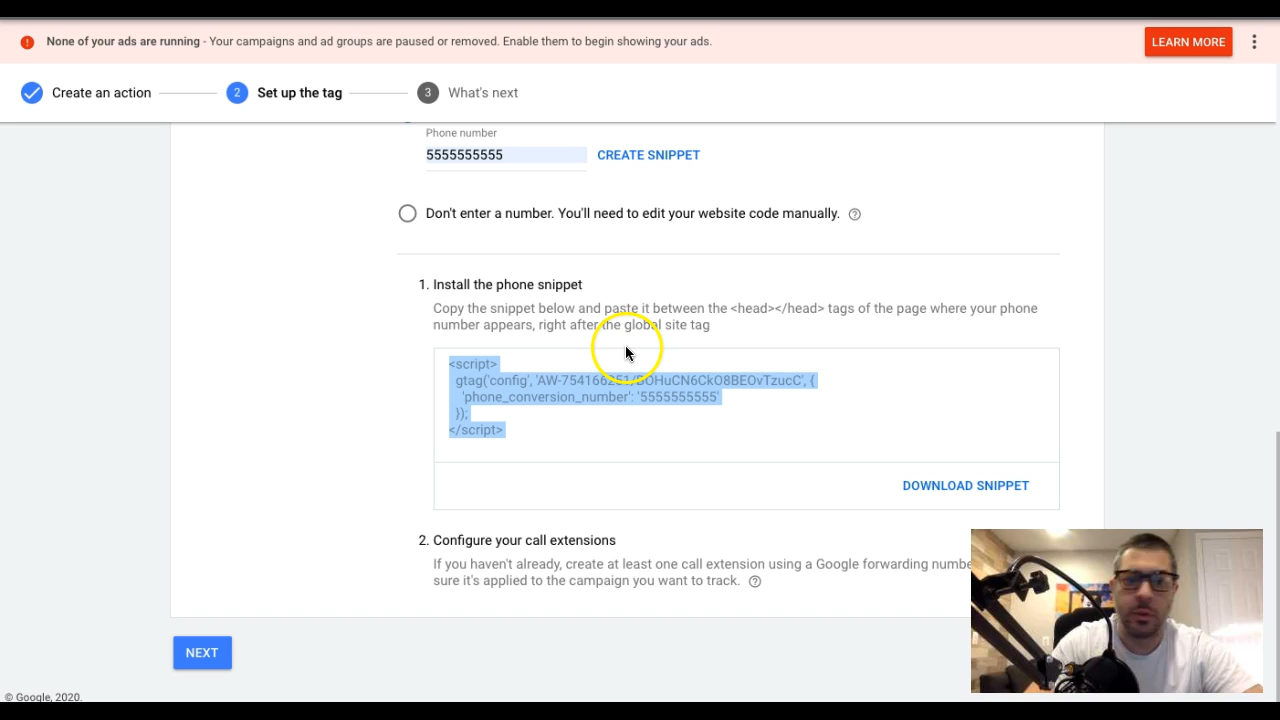 None of your ads are running - Your campaigns and ad groups are paused or removed. Enable them to begin showing your ads.
LEARN MORE
Create an action
2
Set up the tag
3
What's next
Phone number
5555555555
CREATE SNIPPET
Don't enter a number. You'll need to edit your website code manually.
1. Install the phone snippet
Copy the snippet below and paste it between the <head></head> tags of the page where your phone
number appears, right after the global site tag
<script>
gtag('config', 'AW-754166251/BOHuCN6CkO8BEOvTzucC', {
'phone_conversion_number': '5555555555'
});
</script>
DOWNLOAD SNIPPET
2. Configure your call extensions
If you haven't already, create at least one call extension using a Google forwarding numbe
sure it's applied to the campaign you want to track.
NEXT
© Google, 2020.